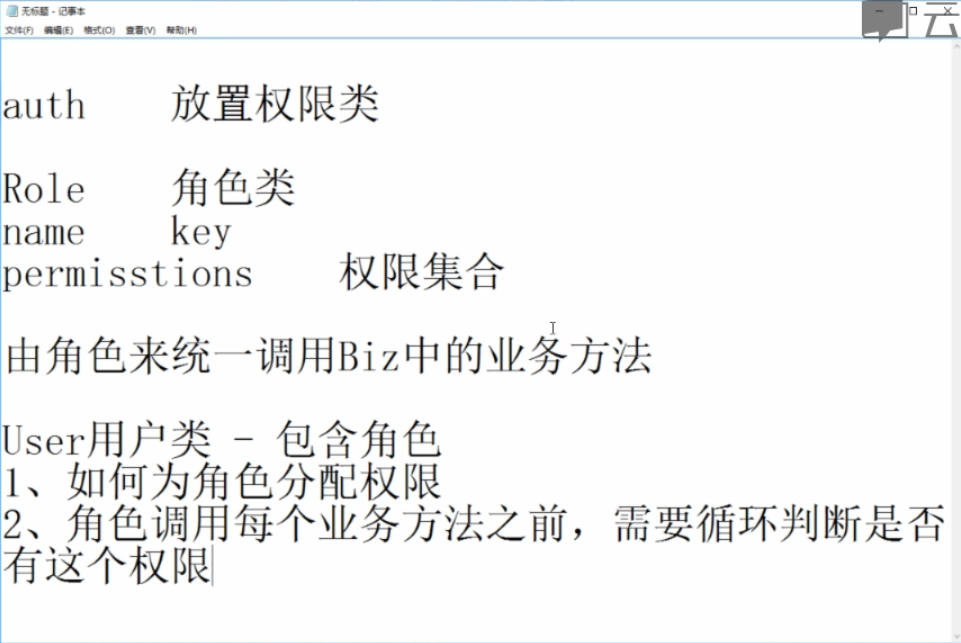 无标题 - 记事本
文件(F) 编辑(E) 格式(O) 查看(V) 帮助(H)
云
auth 放置权限类
Role 角色类
name key
permisstions 权限集合
由角色来统一调用Biz中的业务方法
User用户类 - 包含角色
1、如何为角色分配权限
2、角色调用每个业务方法之前，需要循环判断是否
有这个权限